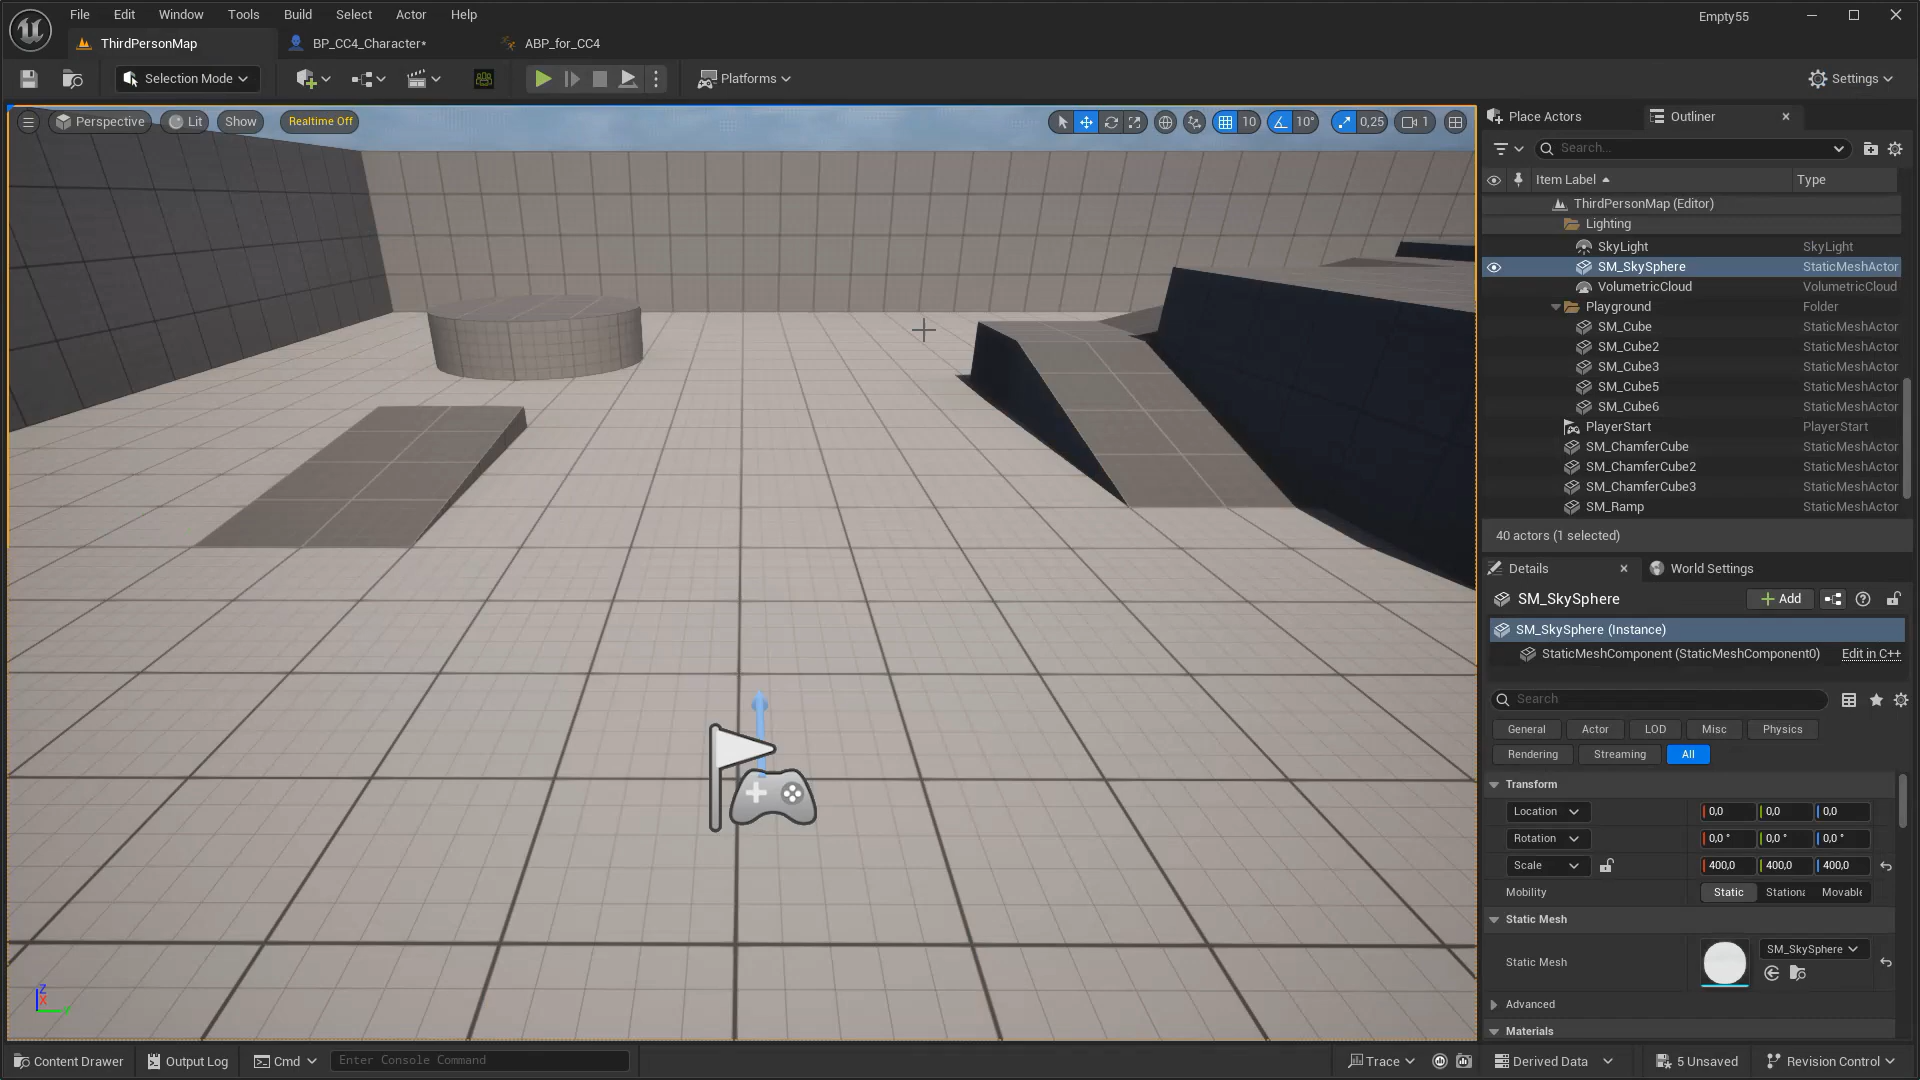 File Edit Window Tools Build Select Actor Help
Empty55
ThirdPersonMap BP_CC4_Character* ABP_for_CC4
Selection Mode Platforms Settings
Perspective Lit Show Realtime Off 10 10° 0,25 1
Place Actors Outliner
Search...
Item Label Type
ThirdPersonMap (Editor)
Lighting
SkyLight SkyLight
SM_SkySphere StaticMeshActor
VolumetricCloud VolumetricCloud
Playground Folder
SM_Cube StaticMeshActor
SM_Cube2 StaticMeshActor
SM_Cube3 StaticMeshActor
SM_Cube5 StaticMeshActor
SM_Cube6 StaticMeshActor
PlayerStart PlayerStart
SM_ChamferCube StaticMeshActor
SM_ChamferCube2 StaticMeshActor
SM_ChamferCube3 StaticMeshActor
SM_Ramp StaticMeshActor
40 actors (1 selected)
Details World Settings
SM_SkySphere Add
SM_SkySphere (Instance)
StaticMeshComponent (StaticMeshComponent0) Edit in C++
Search
General Actor LOD Misc Physics
Rendering Streaming All
Transform
Location 0,0 0,0 0,0
Rotation 0,0 ° 0,0 ° 0,0 °
Scale 400,0 400,0 400,0
Mobility Static Stationa Movable
Static Mesh
Static Mesh SM_SkySphere
Advanced
Materials
Z
X
Y
Content Drawer Output Log Cmd Enter Console Command Trace Derived Data 5 Unsaved Revision Control